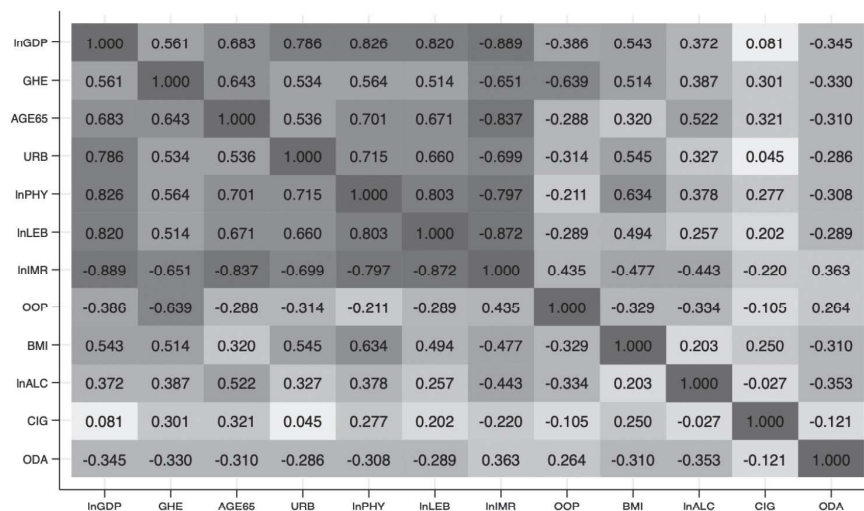 lnGDP 1.000 0.561 0.683 0.786 0.826 0.820 -0.889 -0.386 0.543 0.372 0.081 -0.345
GHE 0.561 1.000 0.643 0.534 0.564 0.514 -0.651 -0.639 0.514 0.387 0.301 -0.330
AGE65 0.683 0.643 1.000 0.536 0.701 0.671 -0.837 -0.288 0.320 0.522 0.321 -0.310
URB 0.786 0.534 0.536 1.000 0.715 0.660 -0.699 -0.314 0.545 0.327 0.045 -0.286
lnPHY 0.826 0.564 0.701 0.715 1.000 0.803 -0.797 -0.211 0.634 0.378 0.277 -0.308
lnLEB 0.820 0.514 0.671 0.660 0.803 1.000 -0.872 -0.289 0.494 0.257 0.202 -0.289
lnIMR -0.889 -0.651 -0.837 -0.699 -0.797 -0.872 1.000 0.435 -0.477 -0.443 -0.220 0.363
OOP -0.386 -0.639 -0.288 -0.314 -0.211 -0.289 0.435 1.000 -0.329 -0.334 -0.105 0.264
BMI 0.543 0.514 0.320 0.545 0.634 0.494 -0.477 -0.329 1.000 0.203 0.250 -0.310
lnALC 0.372 0.387 0.522 0.327 0.378 0.257 -0.443 -0.334 0.203 1.000 -0.027 -0.353
CIG 0.081 0.301 0.321 0.045 0.277 0.202 -0.220 -0.105 0.250 -0.027 1.000 -0.121
ODA -0.345 -0.330 -0.310 -0.286 -0.308 -0.289 0.363 0.264 -0.310 -0.353 -0.121 1.000
lnGDP GHE AGE65 URB lnPHY lnLEB lnIMR OOP BMI lnALC CIG ODA